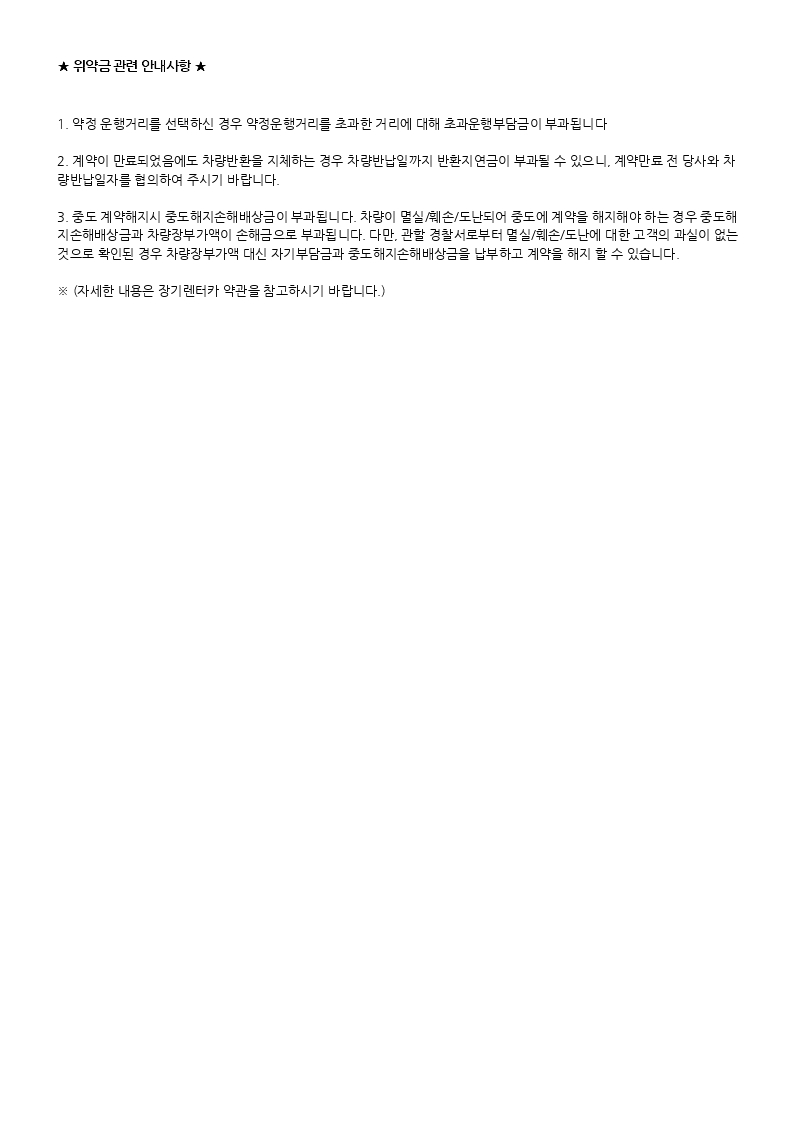 ★ 위약금 관련 안내사항 ★
1. 약정 운행거리를 선택하신 경우 약정운행거리를 초과한 거리에 대해 초과운행부담금이 부과됩니다
2. 계약이 만료되었음에도 차량반환을 지체하는 경우 차량반납일까지 반환지연금이 부과될 수 있으니, 계약만료 전 당사와 차
량반납일자를 협의하여 주시기 바랍니다.
3. 중도 계약해지시 중도해지손해배상금이 부과됩니다. 차량이 멸실/훼손/도난되어 중도에 계약을 해지해야 하는 경우 중도해
지손해배상금과 차량장부가액이 손해금으로 부과됩니다. 다만, 관할 경찰서로부터 멸실/훼손/도난에 대한 고객의 과실이 없는
것으로 확인된 경우 차량장부가액 대신 자기부담금과 중도해지손해배상금을 납부하고 계약을 해지 할 수 있습니다.
※ (자세한 내용은 장기렌터카 약관을 참고하시기 바랍니다.)